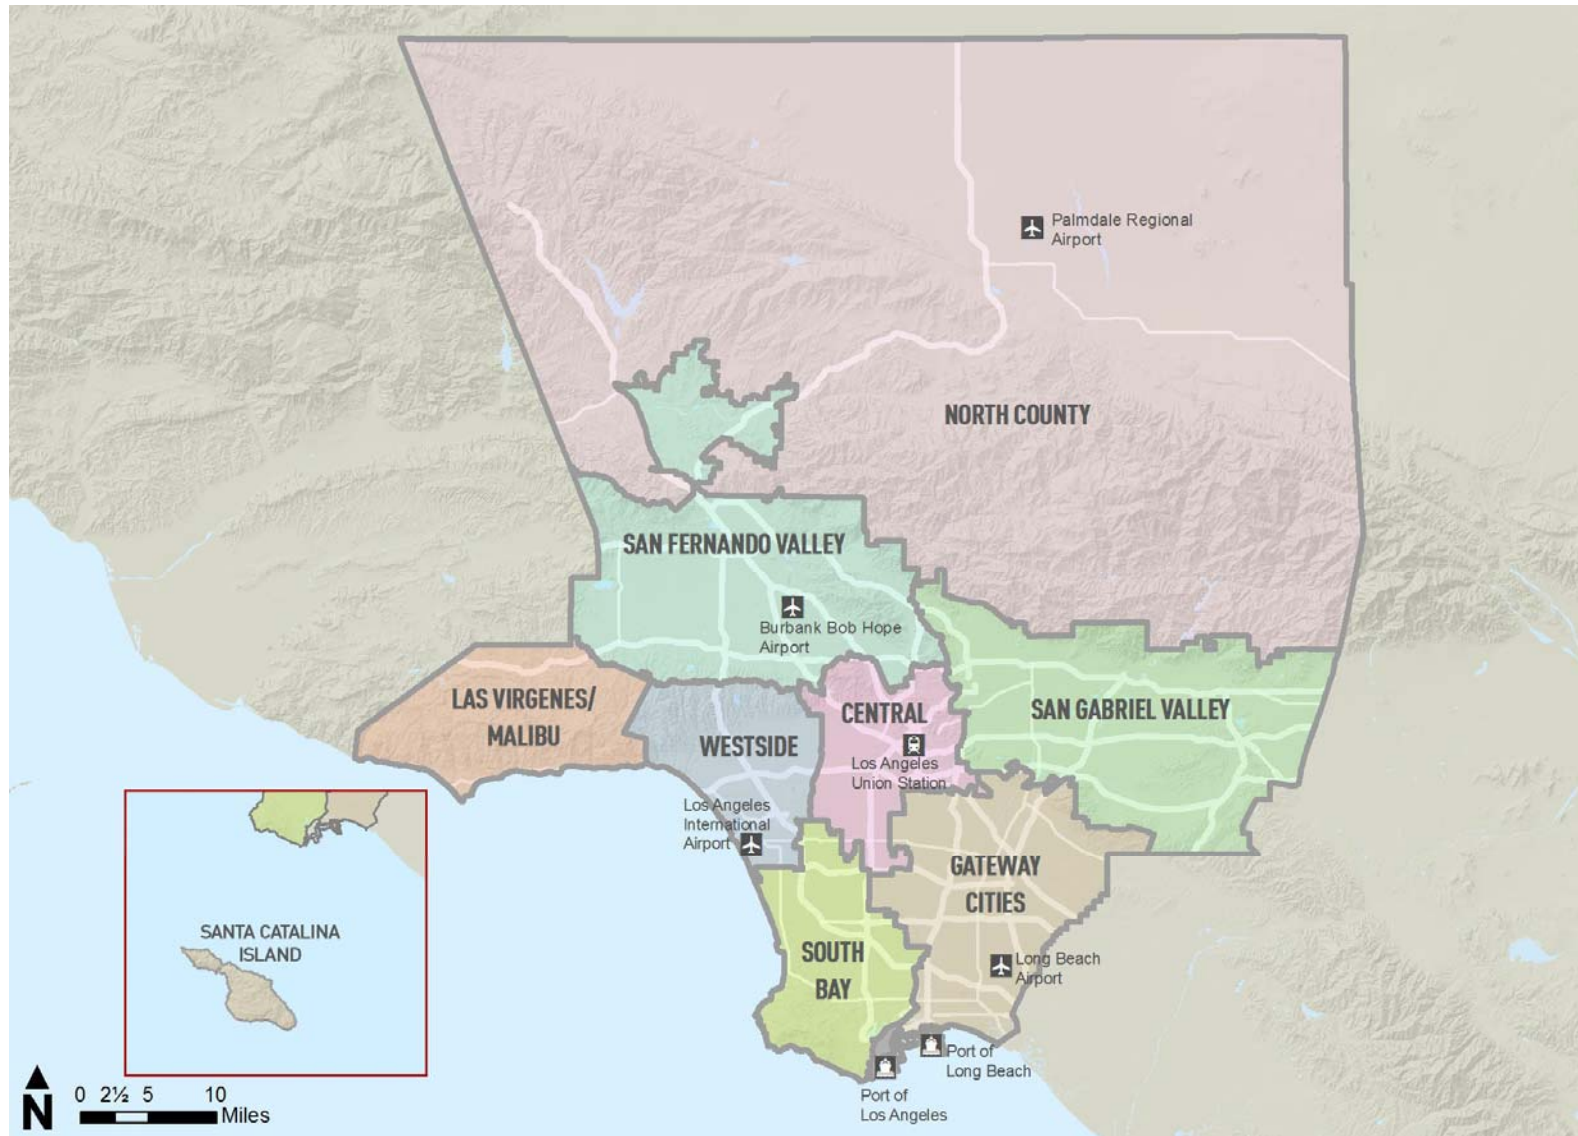 Palmdale Regional
Airport
NORTH COUNTY
SAN FERNANDO VALLEY
Burbank Bob Hope
Airport
LAS VIRGENES/
MALIBU
WESTSIDE
CENTRAL
SAN GABRIEL VALLEY
Los Angeles
Union Station
Los Angeles
International
Airport
GATEWAY
CITIES
SOUTH
BAY
Long Beach
Airport
SANTA CATALINA
ISLAND
Port of
Long Beach
Port of
Los Angeles
N
0 2½ 5 10
Miles